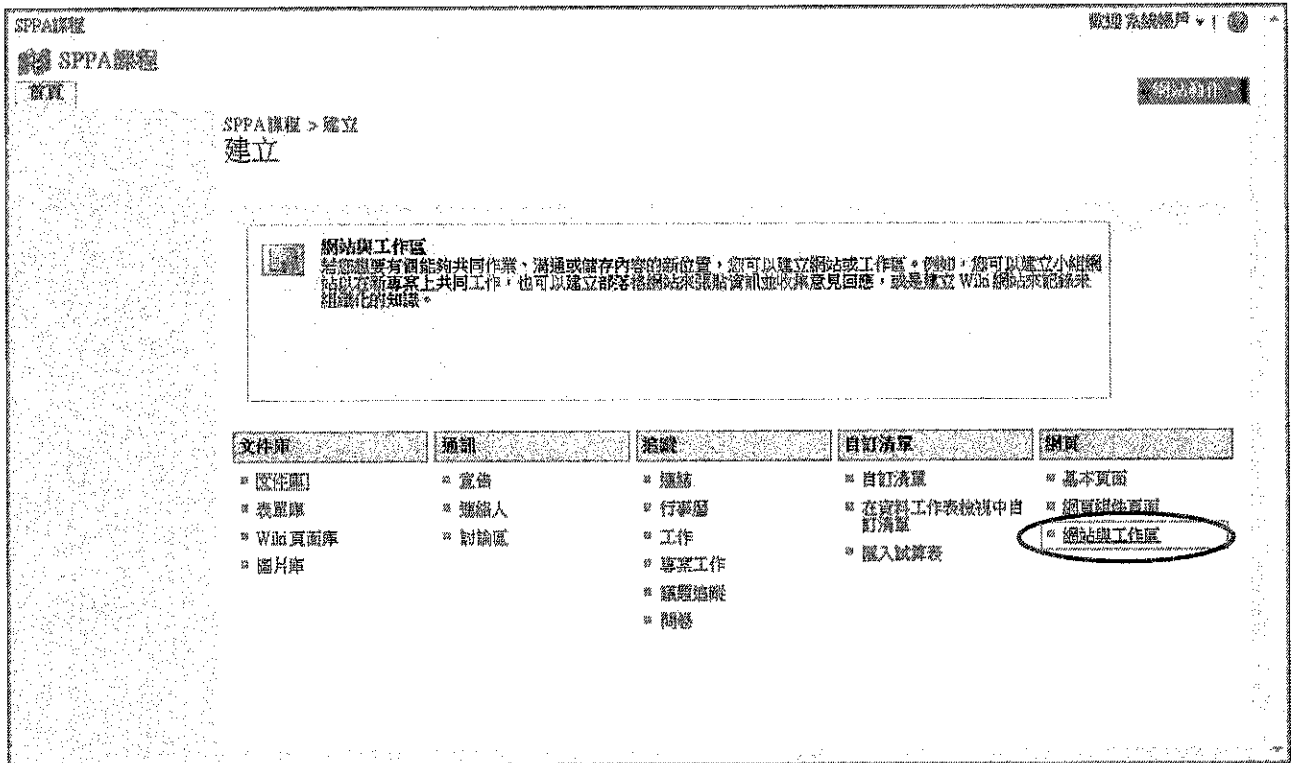 SPPA課程
歡迎 系統帳戶
SPPA課程
首頁
網站動作
SPPA課程 > 建立
建立
網站與工作區
若您想要有個能夠共同作業、溝通或儲存內容的新位置，您可以建立網站或工作區。例如，您可以建立小組網
站以在新專案上共同工作，也可以建立部落格網站來張貼資訊並收集意見回應，或是建立 Wiki 網站來記錄未
組織化的知識。
文件庫
文件庫
表單庫
Wiki 頁面庫
圖片庫
通訊
宣告
連絡人
討論區
追蹤
連結
行事曆
工作
專案工作
議題追蹤
問卷
自訂清單
自訂清單
在資料工作表檢視中自
訂清單
匯入試算表
網頁
基本頁面
網頁組件頁面
網站與工作區